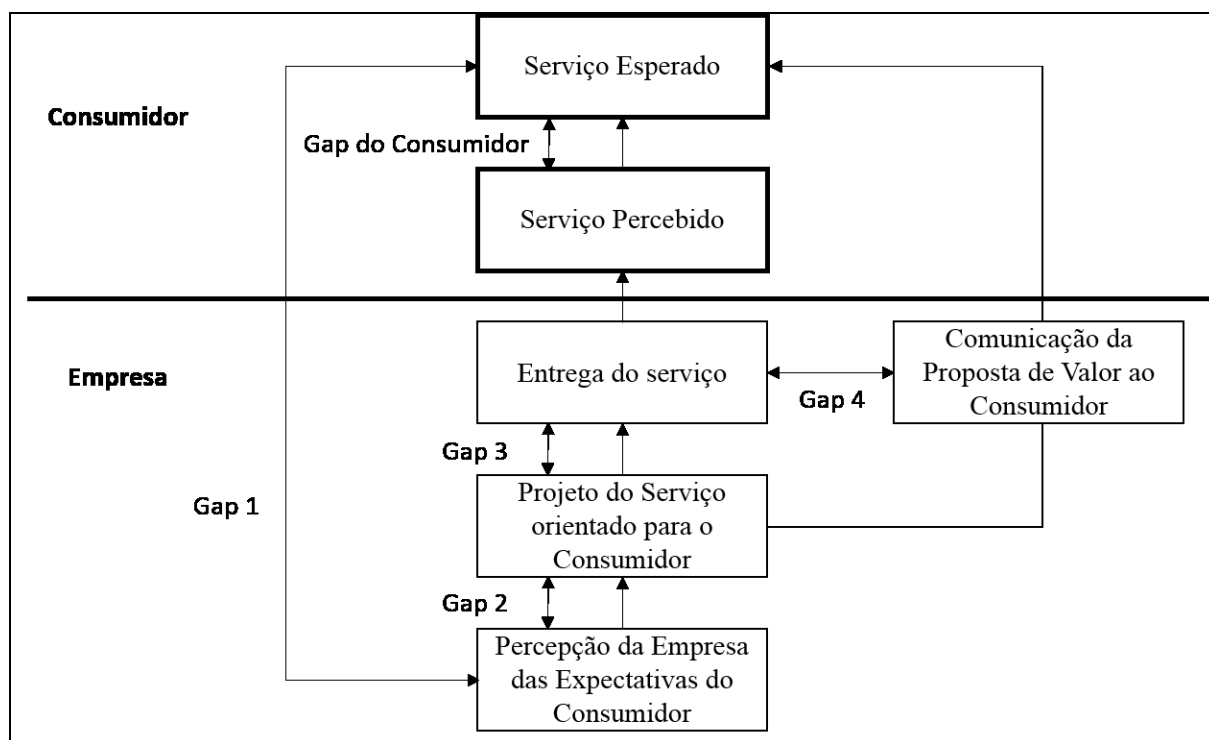 Serviço Esperado
Consumidor
Gap do Consumidor
Serviço Percebido
Empresa
Entrega do serviço
Comunicação da
Proposta de Valor ao
Consumidor
Gap 4
Gap 3
Gap 1
Projeto do Serviço
orientado para o
Consumidor
Gap 2
Percepção da Empresa
das Expectativas do
Consumidor